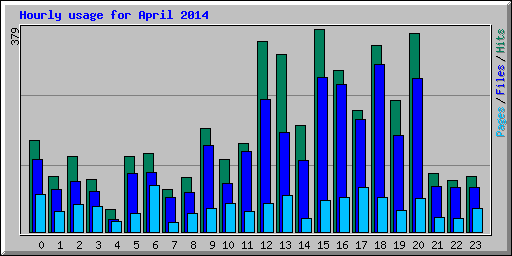 Hourly usage for April 2014
379
Pages / Files / Hits
0 1 2 3 4 5 6 7 8 9 10 11 12 13 14 15 16 17 18 19 20 21 22 23